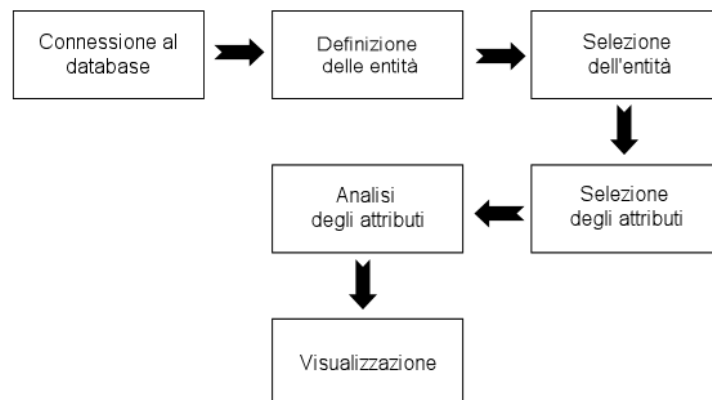 Connessione al
database
Definizione
delle entità
Selezione
dell'entità
Selezione
degli attributi
Analisi
degli attributi
Visualizzazione